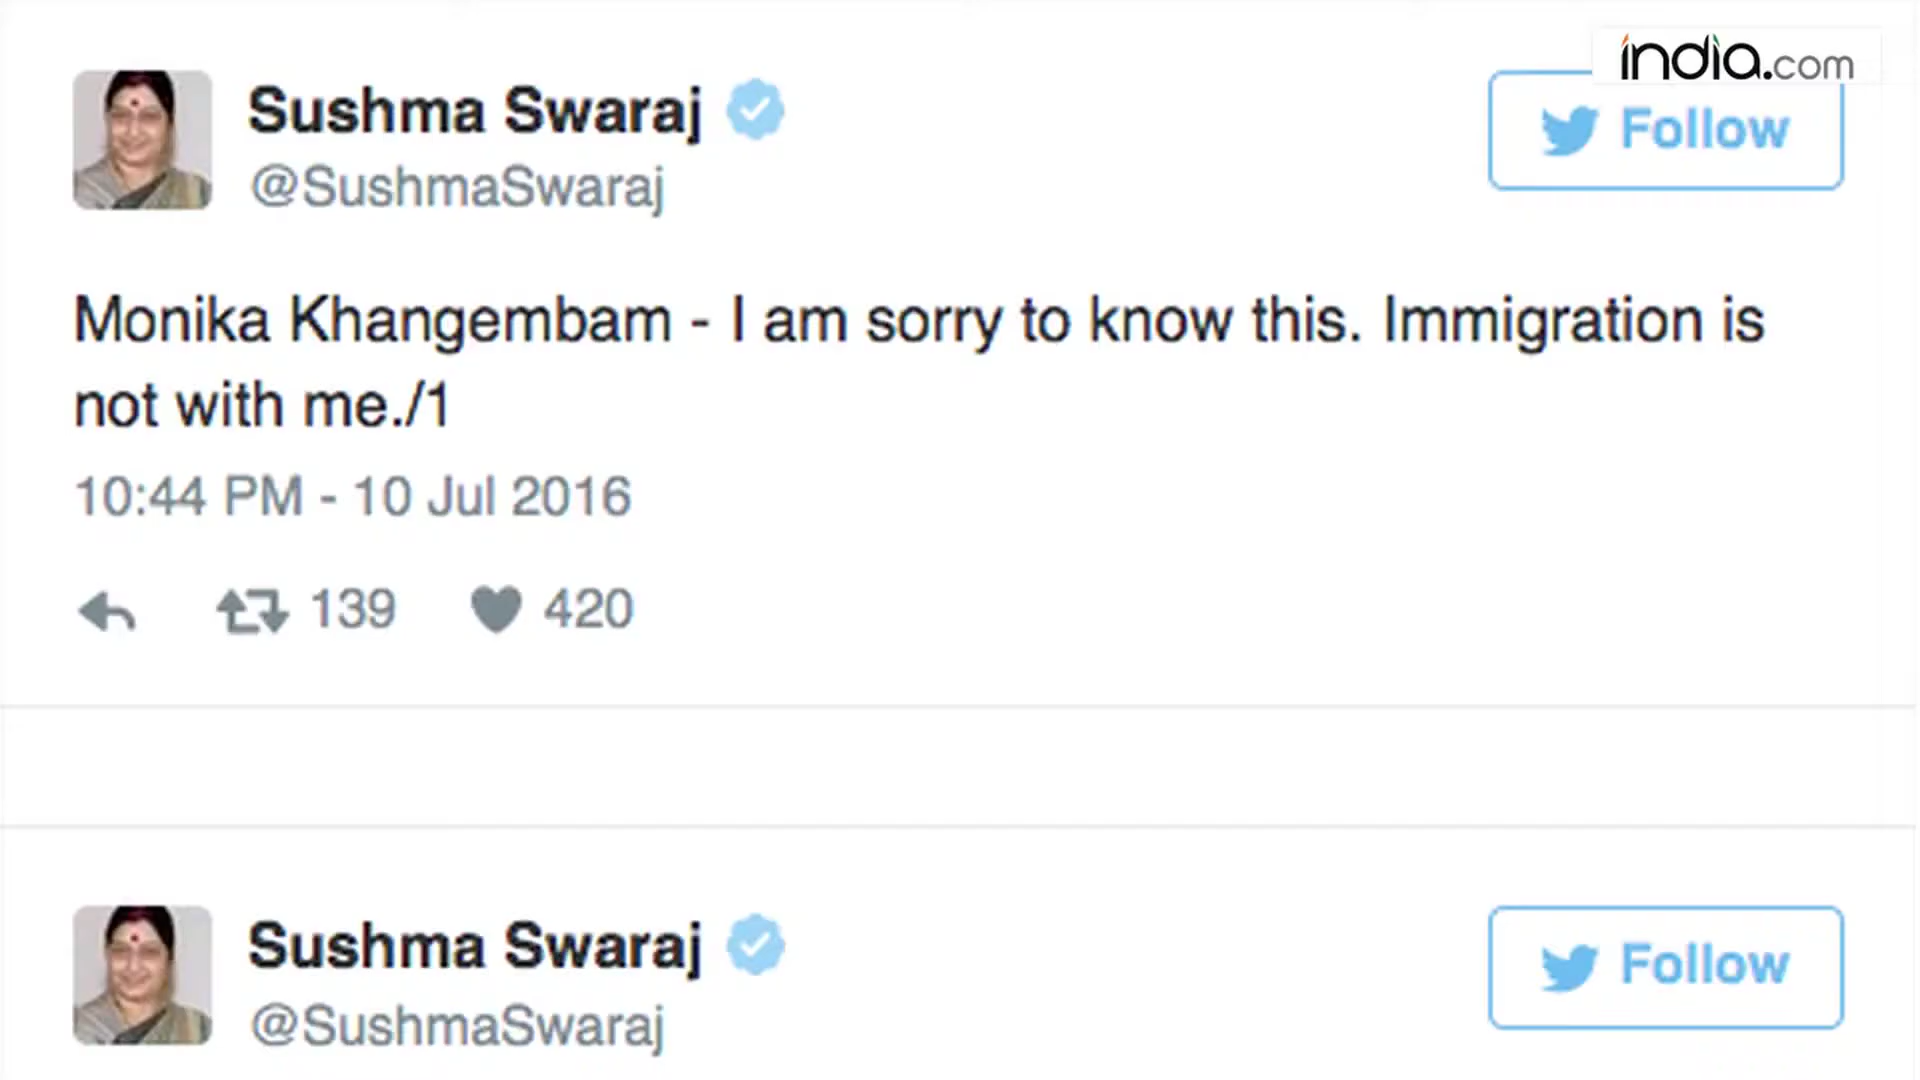 india.com
Sushma Swaraj
@SushmaSwaraj
Follow
Monika Khangembam - I am sorry to know this. Immigration is
not with me./1
10:44 PM - 10 Jul 2016
139 420
Sushma Swaraj
@SushmaSwaraj
Follow